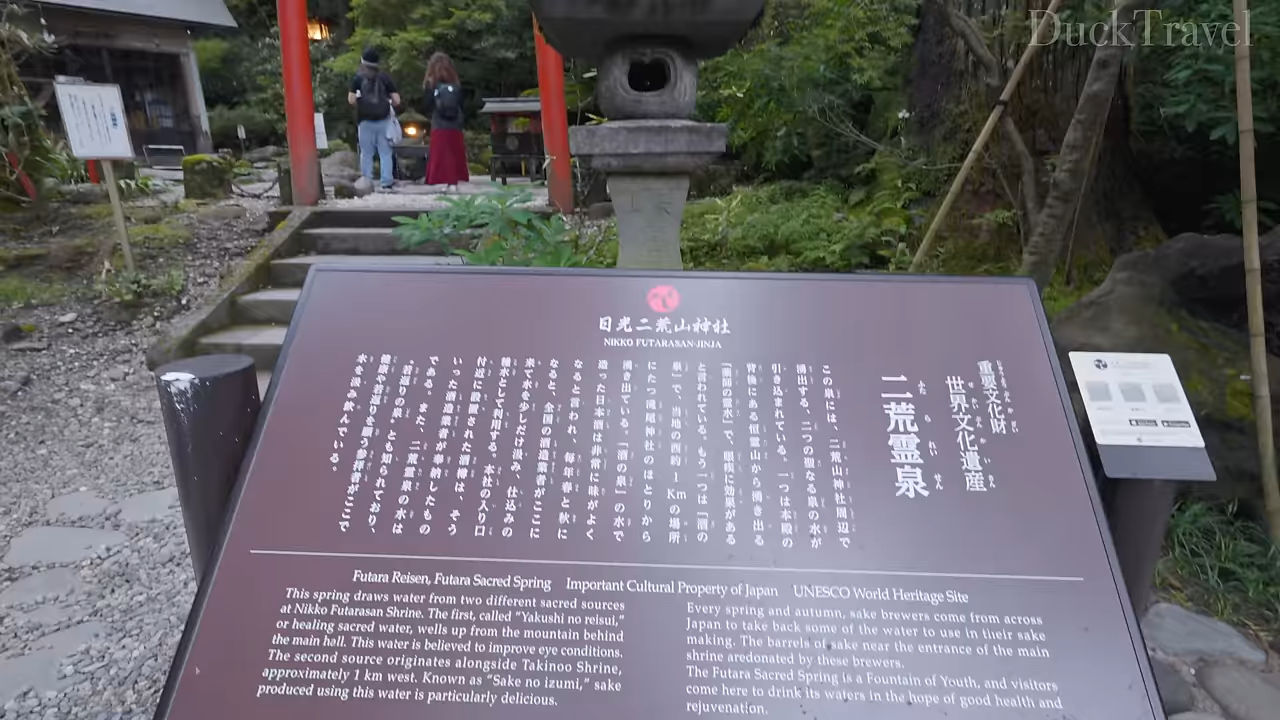 DuckTravel
日光二荒山神社
NIKKO FUTARASAN-JINJA
重要文化財
世界文化遺産
二荒霊泉
この泉には、二荒山神社周辺で
湧出する、二つの聖なる泉の水が
引き込まれている。一つは本殿の
背後にある恒霊山から湧き出る
「薬師の霊水」で、眼疾に効果がある
と言われている。もう一つは「酒の
泉」で、当地の西約1Kmの場所
にたつ滝尾神社のほとりから
湧き出ている。「酒の泉」の水で
造った日本酒は非常に味がよく
なると言われ、毎年春と秋に
なると、全国の酒造業者がここに
来て水を少しだけ汲み、仕込みの
種水として利用する。本社の入り口
付近に設置された酒樽は、そう
いった酒造業者が奉納したもの
である。また、二荒霊泉の水は
“若返りの泉”とも知られており、
健康や若返りを願う参拝者がここで
水を汲み飲んでいる。
Futara Reisen, Futara Sacred Spring Important Cultural Property of Japan UNESCO World Heritage Site
This spring draws water from two different sacred sources
at Nikko Futarasan Shrine. The first, called “Yakushi no reisui,”
or healing sacred water, wells up from the mountain behind
the main hall. This water is believed to improve eye conditions.
The second source originates alongside Takinoo Shrine,
approximately 1 km west. Known as “Sake no izumi,” sake
produced using this water is particularly delicious.
Every spring and autumn, sake brewers come from across
Japan to take back some of the water to use in their sake
making. The barrels of sake near the entrance of the main
shrine aredonated by these brewers.
The Futara Sacred Spring is a Fountain of Youth, and visitors
come here to drink its waters in the hope of good health and
rejuvenation.